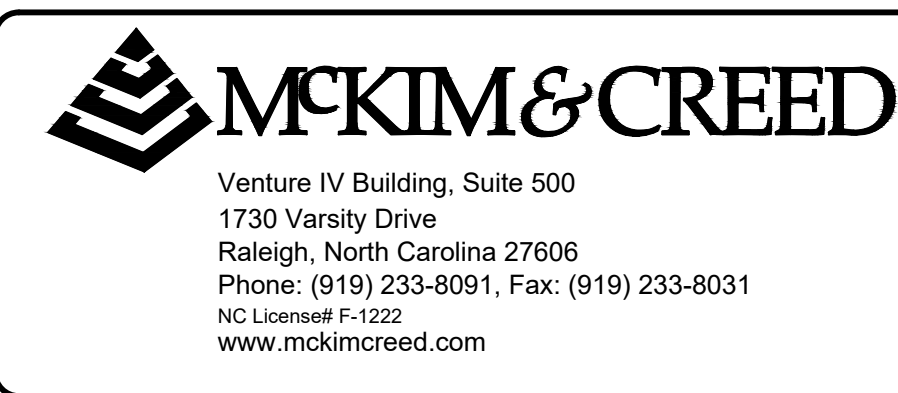 McKIM & CREED
Venture IV Building, Suite 500
1730 Varsity Drive
Raleigh, North Carolina 27606
Phone: (919) 233-8091, Fax: (919) 233-8031
NC License# F-1222
www.mckimcreed.com